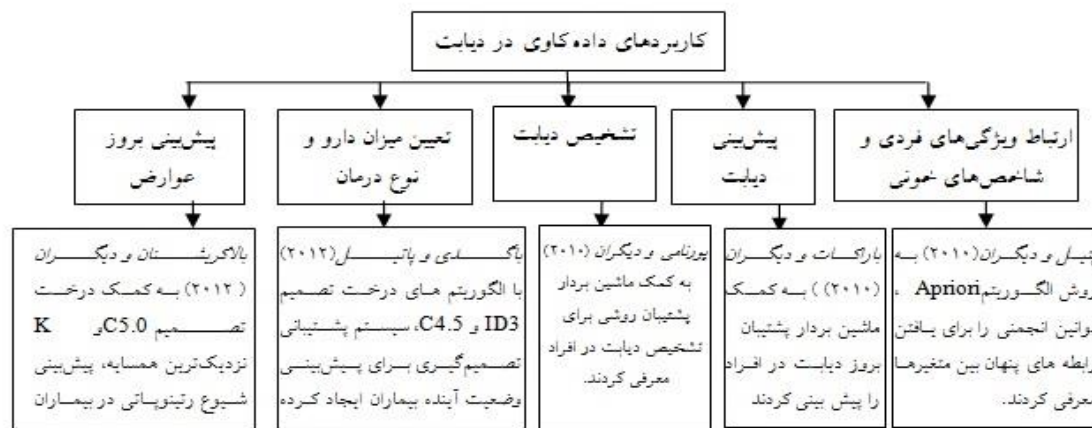 کاربردهای داده‌کاوی در دیابت
ارتباط ویژگی‌های فردی و
شاخص‌های خونی
پیش‌بینی
دیابت
تشخیص دیابت
تعیین میزان دارو و
نوع درمان
پیش‌بینی بروز
عوارض
دیگران (۲۰۱۰) به
الگوریتم Apriori ،
انجمنی را برای یافتن
های پنهان بین متغیرها
کردند.
باراکات و دیگران
(۲۰۱۰) ) به کمک
ماشین بردار پشتیبان
بروز دیابت در افراد
را پیش بینی کردند
پورنامی و دیگران (۲۰۱۰)
به کمک ماشین بردار
پشتیبان روشی برای
تشخیص دیابت در افراد
معرفی کردند.
باگدی و پاتیل (۲۰۱۲)
با الگوریتم های درخت تصمیم
ID3 و C4.5، سیستم پشتیبانی
تصمیم‌گیری برای پیش‌بینی
وضعیت آینده بیماران ایجاد کرده
بالاکریشنان و دیگران
(۲۰۱۲) به کمک درخت
تصمیم C5.0 و K
نزدیک‌ترین همسایه، پیش‌بینی
شیوع رتینوپاتی در بیماران